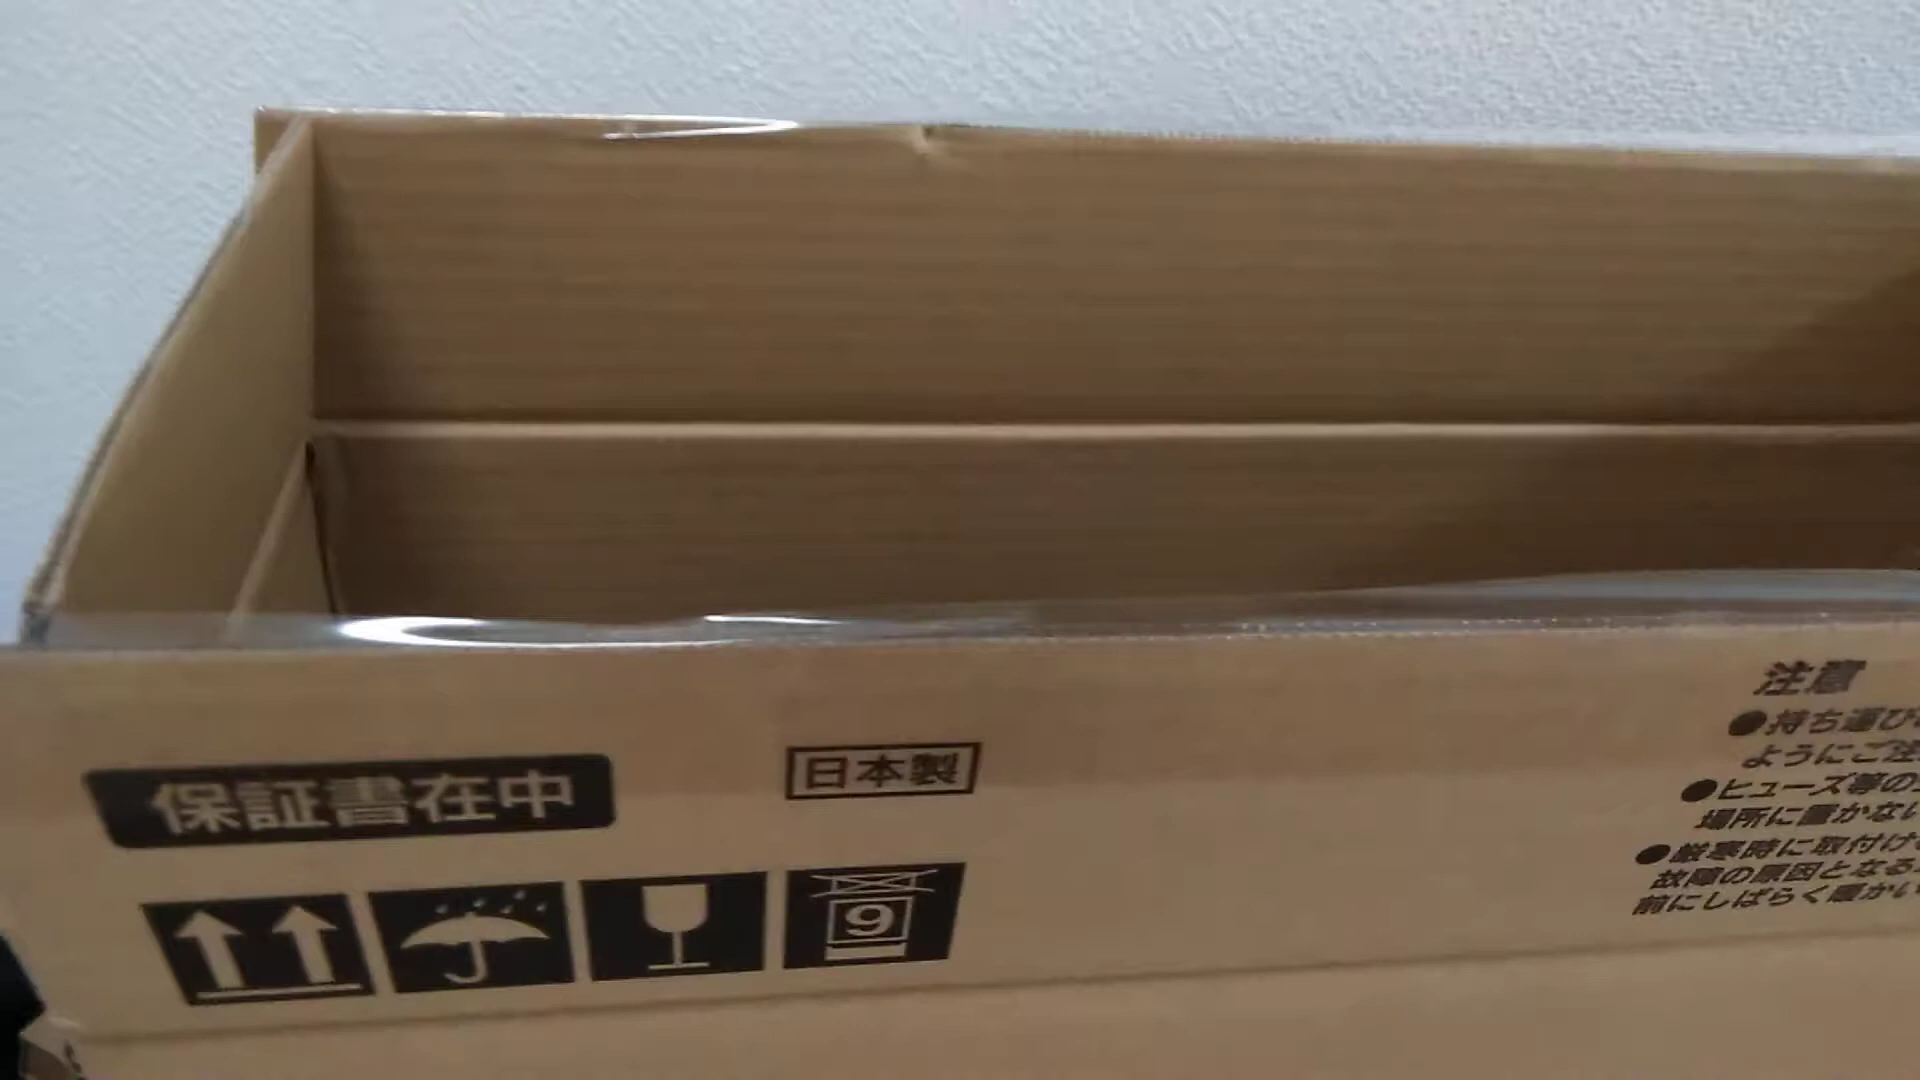 保証書在中
日本製
9
注意
●持ち運び
ようにご注
●ヒューズ等の
場所に置かない
●厳寒時に取付け
故障の原因となる
前にしばらく暖かい